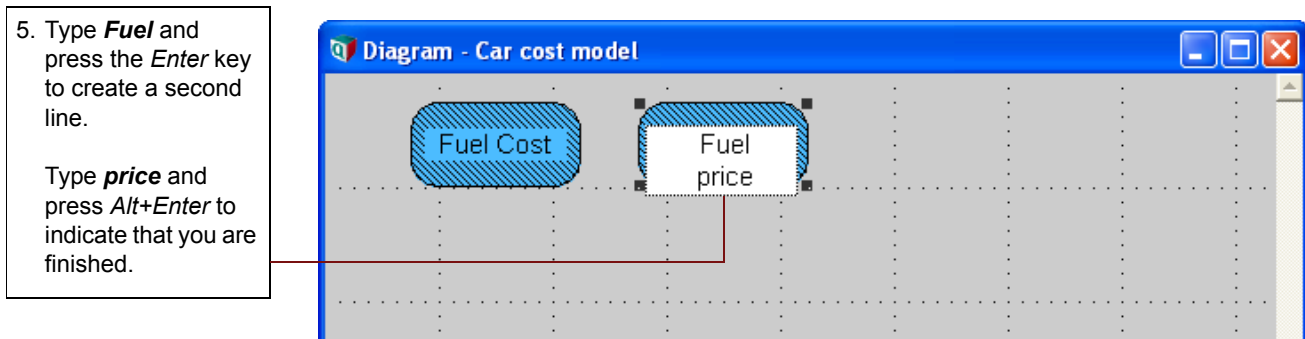 5. Type Fuel and
press the Enter key
to create a second
line.
Type price and
press Alt+Enter to
indicate that you are
finished.
Diagram - Car cost model
Fuel Cost
Fuel
price